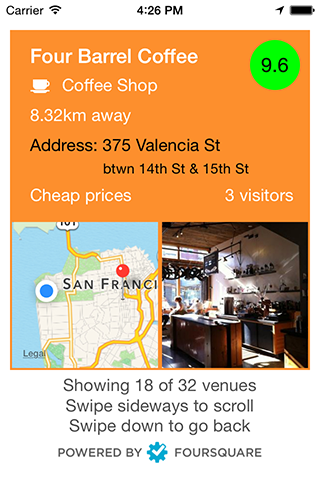 Carrier 4:26 PM
Four Barrel Coffee
9.6
Coffee Shop
8.32km away
Address: 375 Valencia St
btwn 14th St & 15th St
Cheap prices 3 visitors
101
SAN FRANCI
Legal
Showing 18 of 32 venues
Swipe sideways to scroll
Swipe down to go back
POWERED BY FOURSQUARE